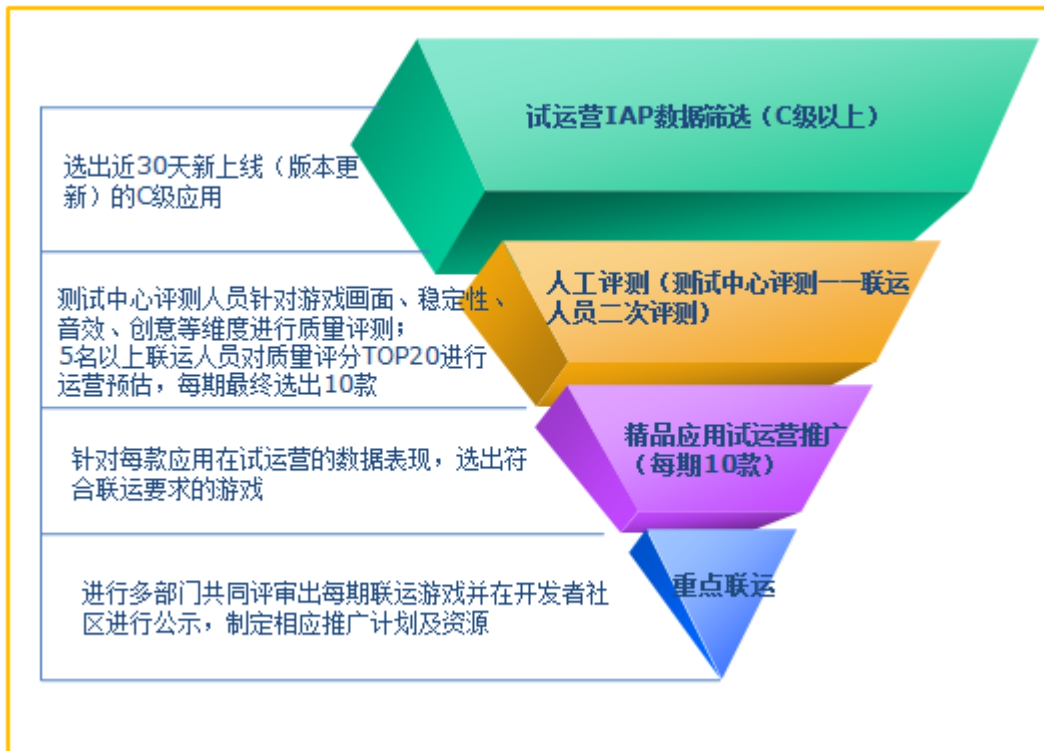 试运营IAP数据筛选（C级以上）
选出近30天新上线（版本更
新）的C级应用
人工评测（测试中心评测——联运
人员二次评测）
测试中心评测人员针对游戏画面、稳定性、
音效、创意等维度进行质量评测；
5名以上联运人员对质量评分TOP20进行
运营预估，每期最终选出10款
精品应用试运营推广
（每期10款）
针对每款应用在试运营的数据表现，选出符
合联运要求的游戏
重点联运
进行多部门共同评审出每期联运游戏并在开发者社
区进行公示，制定相应推广计划及资源